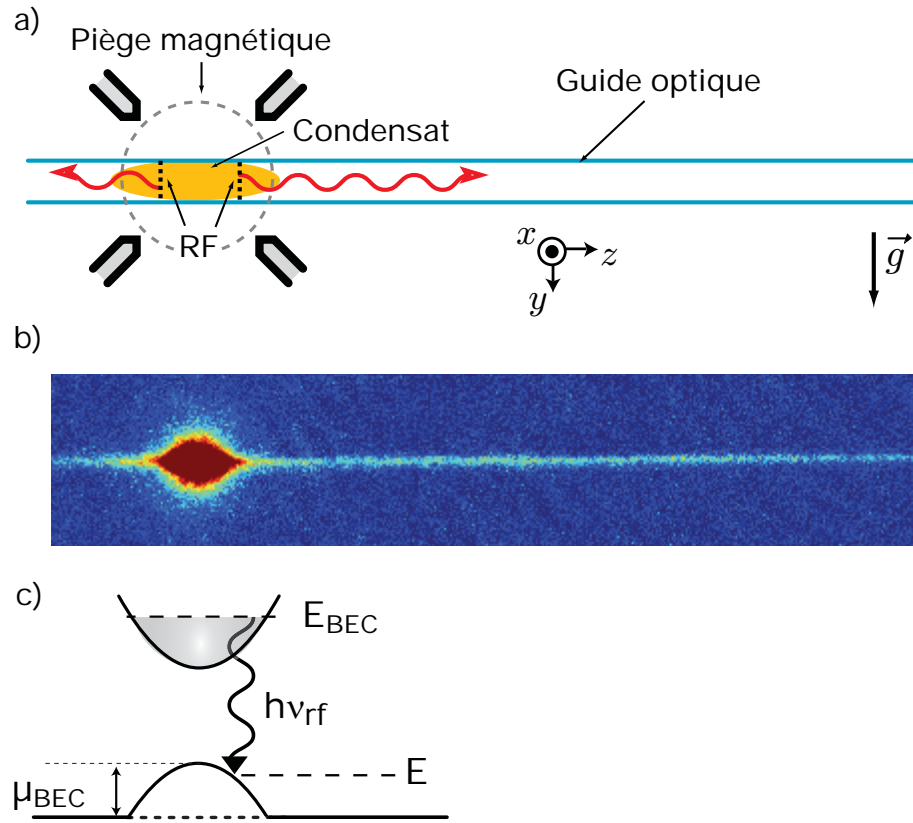 a)
Piège magnétique
Guide optique
Condensat
RF
x
z
y
g
b)
c)
E_BEC
hν_rf
E
μ_BEC